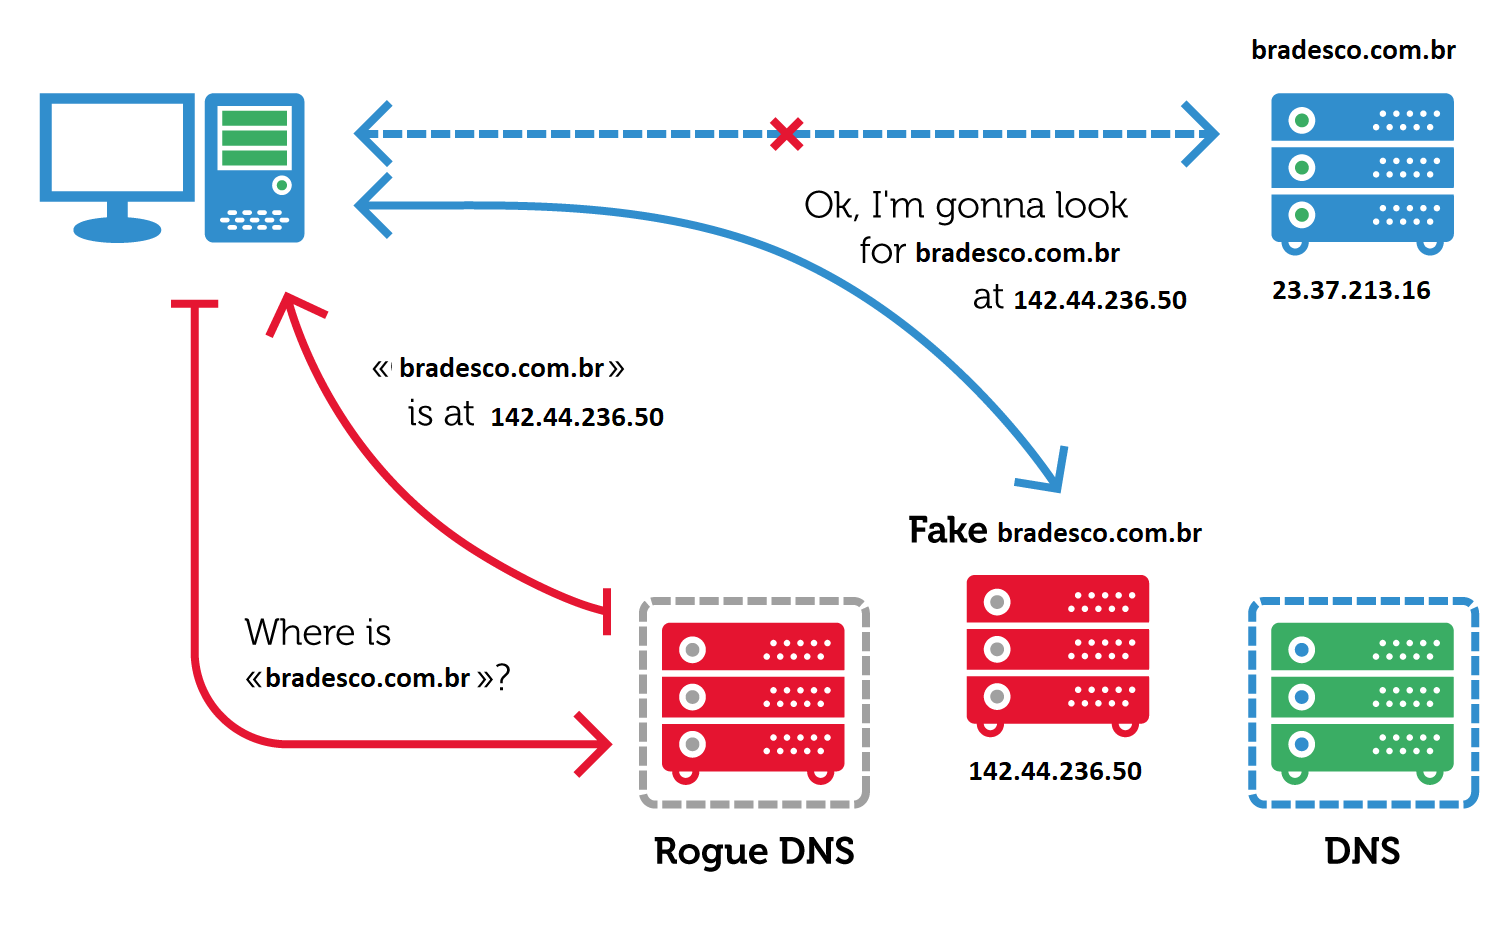 bradesco.com.br
Ok, I'm gonna look
for bradesco.com.br
at 142.44.236.50
23.37.213.16
« bradesco.com.br »
is at 142.44.236.50
Fake bradesco.com.br
Where is
«bradesco.com.br »?
142.44.236.50
Rogue DNS
DNS